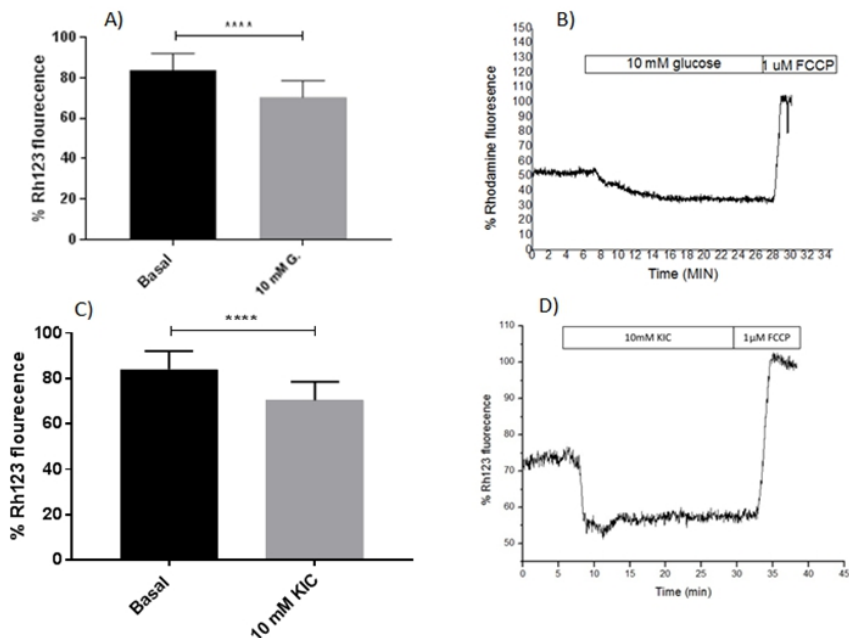 A)
****
100
80
60
40
20
0
% Rh123 flourecence
Basal
10 mM G.
B)
150
140
130
120
110
100
90
80
70
60
50
40
30
20
10
0
% Rhodamine fluoresence
10 mM glucose
1 uM FCCP
0 2 4 6 8 10 12 14 16 18 20 22 24 26 28 30 32 34
Time (MIN)
C)
****
100
80
60
40
20
0
% Rh123 flourecence
Basal
10 mM KIC
D)
110
100
90
80
70
60
50
% Rh123 fluorecence
10mM KIC
1µM FCCP
0 5 10 15 20 25 30 35 40 45
Time (min)